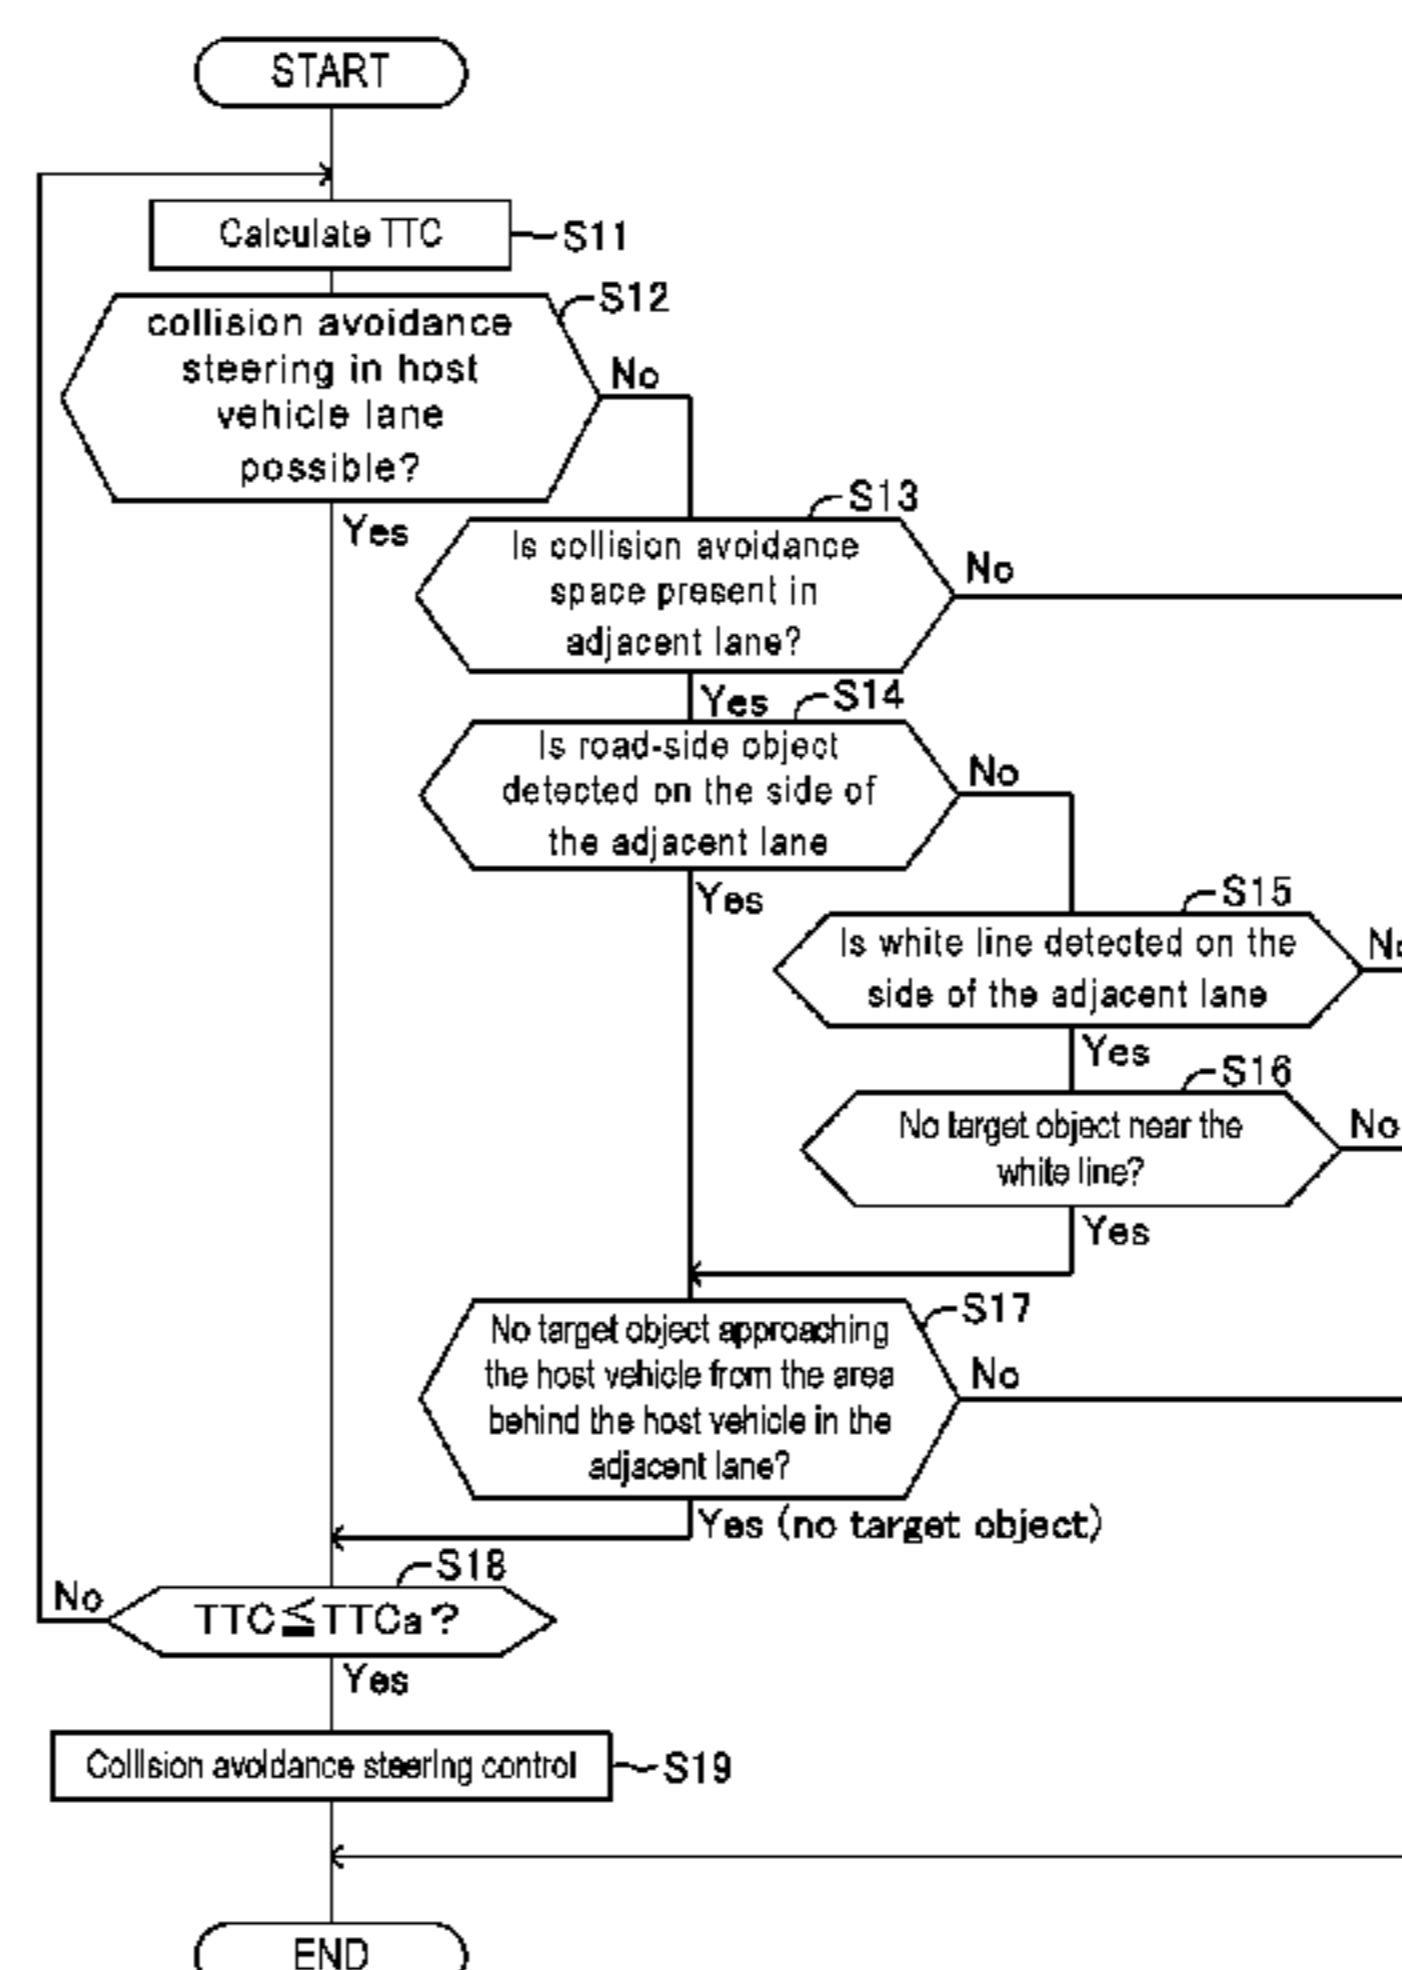 START
Calculate TTC
S11
S12
collision avoidance
steering in host
vehicle lane
possible?
No
Yes
S13
Is collision avoidance
space present in
adjacent lane?
No
Yes
S14
Is road-side object
detected on the side of
the adjacent lane
No
Yes
S15
Is white line detected on the
side of the adjacent lane
No
Yes
S16
No target object near the
white line?
No
Yes
S17
No target object approaching
the host vehicle from the area
behind the host vehicle in the
adjacent lane?
No
Yes (no target object)
S18
No
TTC≦TTCa?
Yes
Collision avoidance steering control
S19
END